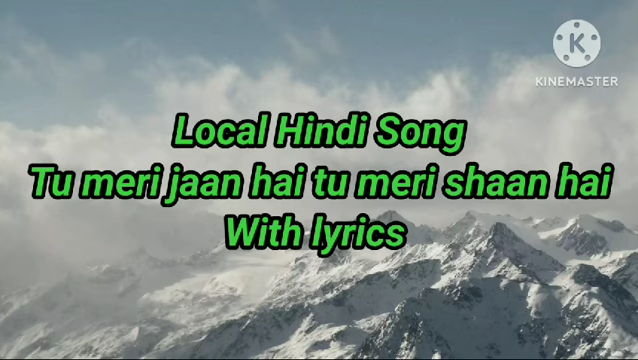 KINEMASTER
Local Hindi Song
Tu meri jaan hai tu meri shaan hai
With lyrics